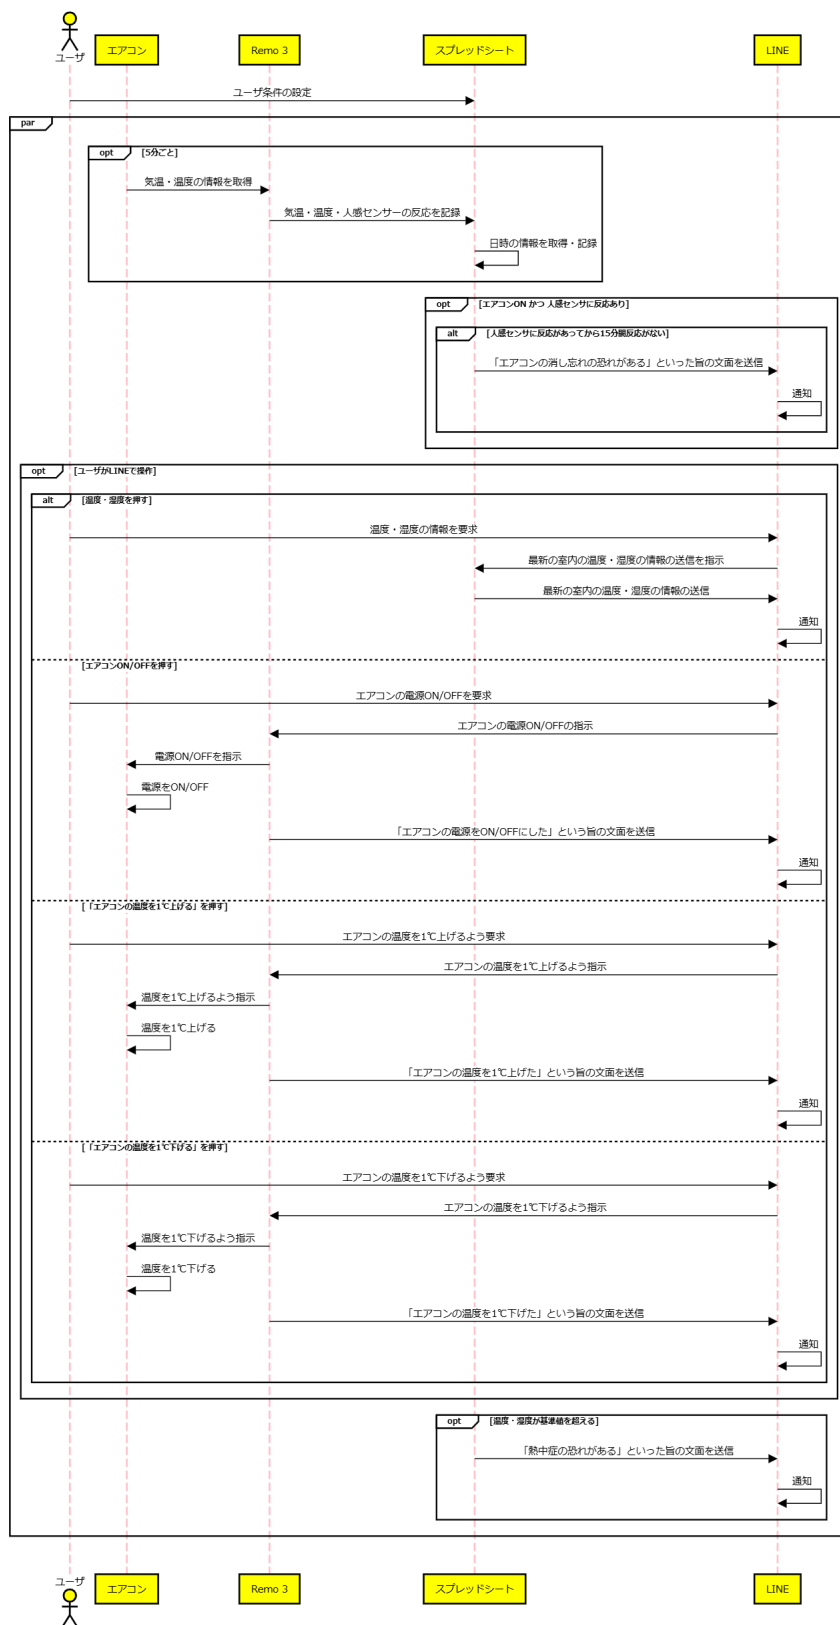 ユーザ
エアコン
Remo 3
スプレッドシート
LINE
ユーザ条件の設定
par
opt [5分ごと]
気温・温度の情報を取得
気温・温度・人感センサーの反応を記録
日時の情報を取得・記録
opt [エアコンON かつ 人感センサに反応あり]
alt [人感センサに反応があってから15分間反応がない]
「エアコンの消し忘れの恐れがある」といった旨の文面を送信
通知
opt [ユーザがLINEで操作]
alt [温度・湿度を押す]
温度・湿度の情報を要求
最新の室内の温度・湿度の情報の送信を指示
最新の室内の温度・湿度の情報の送信
通知
[エアコンON/OFFを押す]
エアコンの電源ON/OFFを要求
エアコンの電源ON/OFFの指示
電源ON/OFFを指示
電源をON/OFF
「エアコンの電源をON/OFFにした」という旨の文面を送信
通知
[「エアコンの温度を1℃上げる」を押す]
エアコンの温度を1℃上げるよう要求
エアコンの温度を1℃上げるよう指示
温度を1℃上げるよう指示
温度を1℃上げる
「エアコンの温度を1℃上げた」という旨の文面を送信
通知
[「エアコンの温度を1℃下げる」を押す]
エアコンの温度を1℃下げるよう要求
エアコンの温度を1℃下げるよう指示
温度を1℃下げるよう指示
温度を1℃下げる
「エアコンの温度を1℃下げた」という旨の文面を送信
通知
opt [温度・湿度が基準値を超える]
「熱中症の恐れがある」といった旨の文面を送信
通知
ユーザ
エアコン
Remo 3
スプレッドシート
LINE